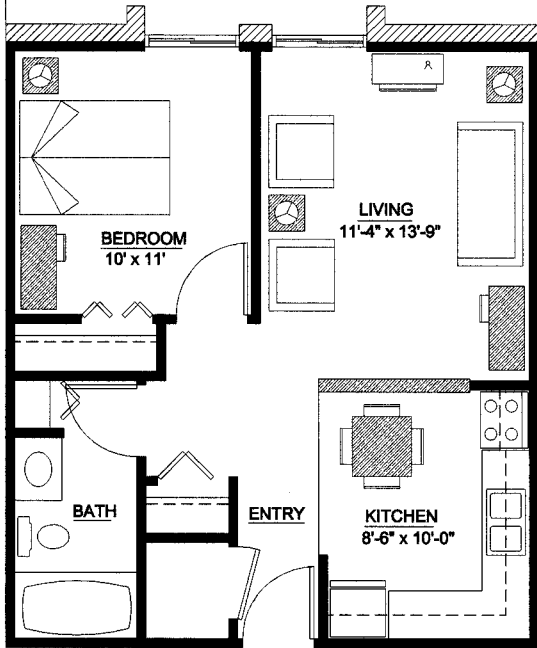 BEDROOM
10' x 11'
LIVING
11'-4" x 13'-9"
BATH
ENTRY
KITCHEN
8'-6" x 10'-0"